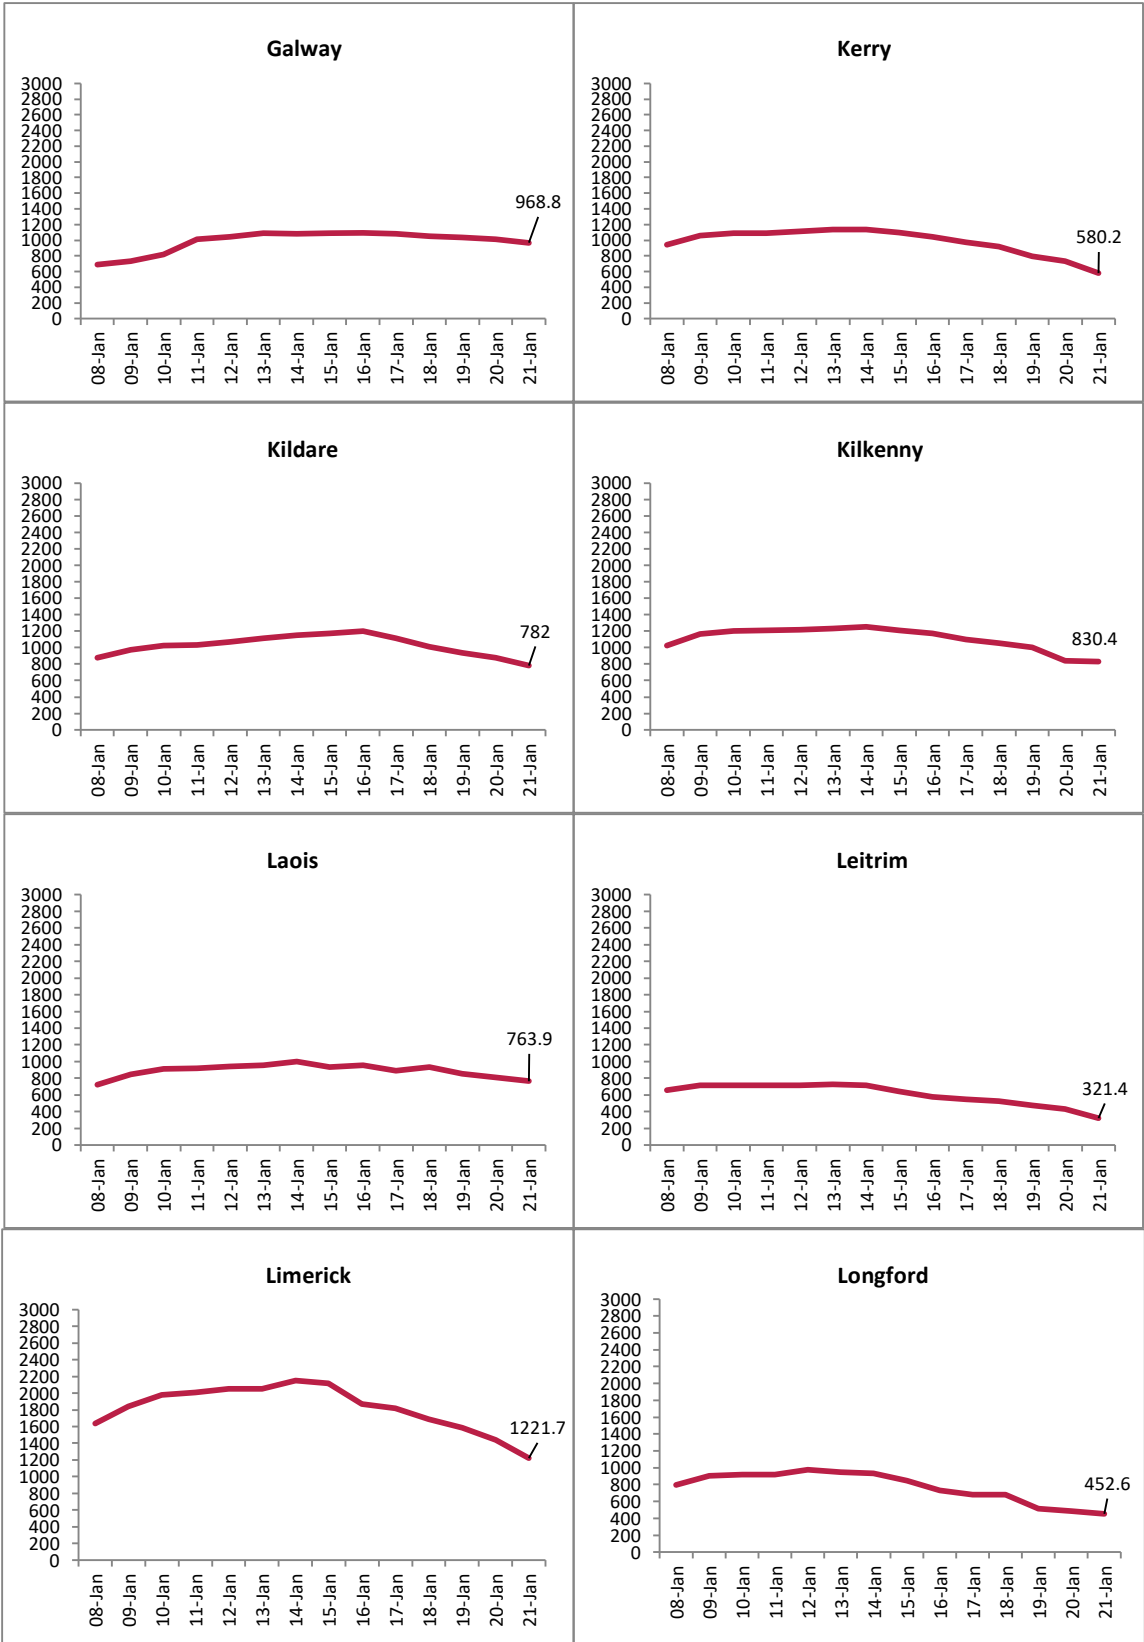 Galway
3000
2800
2600
2400
2200
2000
1800
1600
1400
1200
1000
800
600
400
200
0
968.8
08-Jan
09-Jan
10-Jan
11-Jan
12-Jan
13-Jan
14-Jan
15-Jan
16-Jan
17-Jan
18-Jan
19-Jan
20-Jan
21-Jan
Kerry
3000
2800
2600
2400
2200
2000
1800
1600
1400
1200
1000
800
600
400
200
0
580.2
08-Jan
09-Jan
10-Jan
11-Jan
12-Jan
13-Jan
14-Jan
15-Jan
16-Jan
17-Jan
18-Jan
19-Jan
20-Jan
21-Jan
Kildare
3000
2800
2600
2400
2200
2000
1800
1600
1400
1200
1000
800
600
400
200
0
782
08-Jan
09-Jan
10-Jan
11-Jan
12-Jan
13-Jan
14-Jan
15-Jan
16-Jan
17-Jan
18-Jan
19-Jan
20-Jan
21-Jan
Kilkenny
3000
2800
2600
2400
2200
2000
1800
1600
1400
1200
1000
800
600
400
200
0
830.4
08-Jan
09-Jan
10-Jan
11-Jan
12-Jan
13-Jan
14-Jan
15-Jan
16-Jan
17-Jan
18-Jan
19-Jan
20-Jan
21-Jan
Laois
3000
2800
2600
2400
2200
2000
1800
1600
1400
1200
1000
800
600
400
200
0
763.9
08-Jan
09-Jan
10-Jan
11-Jan
12-Jan
13-Jan
14-Jan
15-Jan
16-Jan
17-Jan
18-Jan
19-Jan
20-Jan
21-Jan
Leitrim
3000
2800
2600
2400
2200
2000
1800
1600
1400
1200
1000
800
600
400
200
0
321.4
08-Jan
09-Jan
10-Jan
11-Jan
12-Jan
13-Jan
14-Jan
15-Jan
16-Jan
17-Jan
18-Jan
19-Jan
20-Jan
21-Jan
Limerick
3000
2800
2600
2400
2200
2000
1800
1600
1400
1200
1000
800
600
400
200
0
1221.7
08-Jan
09-Jan
10-Jan
11-Jan
12-Jan
13-Jan
14-Jan
15-Jan
16-Jan
17-Jan
18-Jan
19-Jan
20-Jan
21-Jan
Longford
3000
2800
2600
2400
2200
2000
1800
1600
1400
1200
1000
800
600
400
200
0
452.6
08-Jan
09-Jan
10-Jan
11-Jan
12-Jan
13-Jan
14-Jan
15-Jan
16-Jan
17-Jan
18-Jan
19-Jan
20-Jan
21-Jan